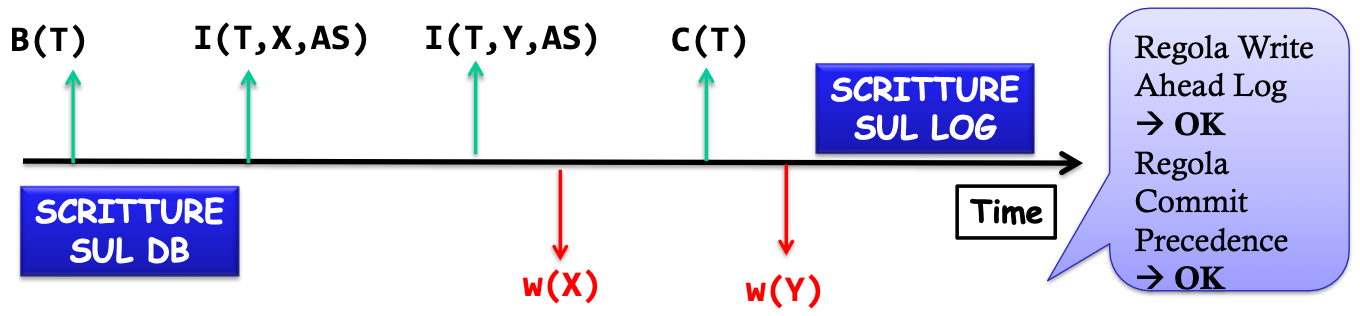 B(T) I(T,X,AS) I(T,Y,AS) C(T)
SCRITTURE
SUL LOG
SCRITTURE
SUL DB
Time
w(X) w(Y)
Regola Write
Ahead Log
→ OK
Regola
Commit
Precedence
→ OK